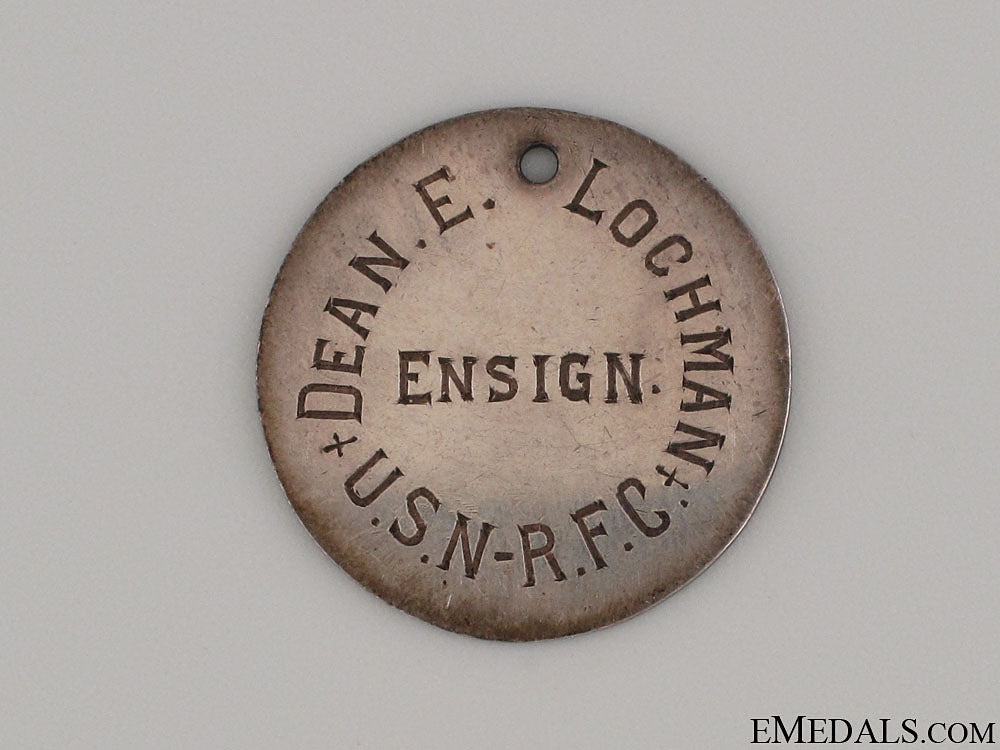 DEAN. E. LOCHMAN
ENSIGN.
+ U.S.N-R.F.C. +
EMEDALS.COM